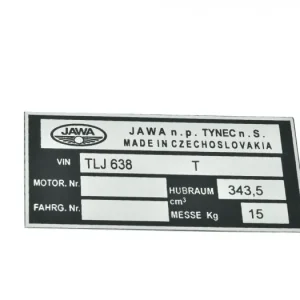 JAWA
JAWA n.p. TYNEC n.S.
MADE IN CZECHOSLOVAKIA
VIN TLJ 638 T
MOTOR. Nr.
HUBRAUM cm³ 343,5
FAHRG. Nr.
MESSE Kg 15